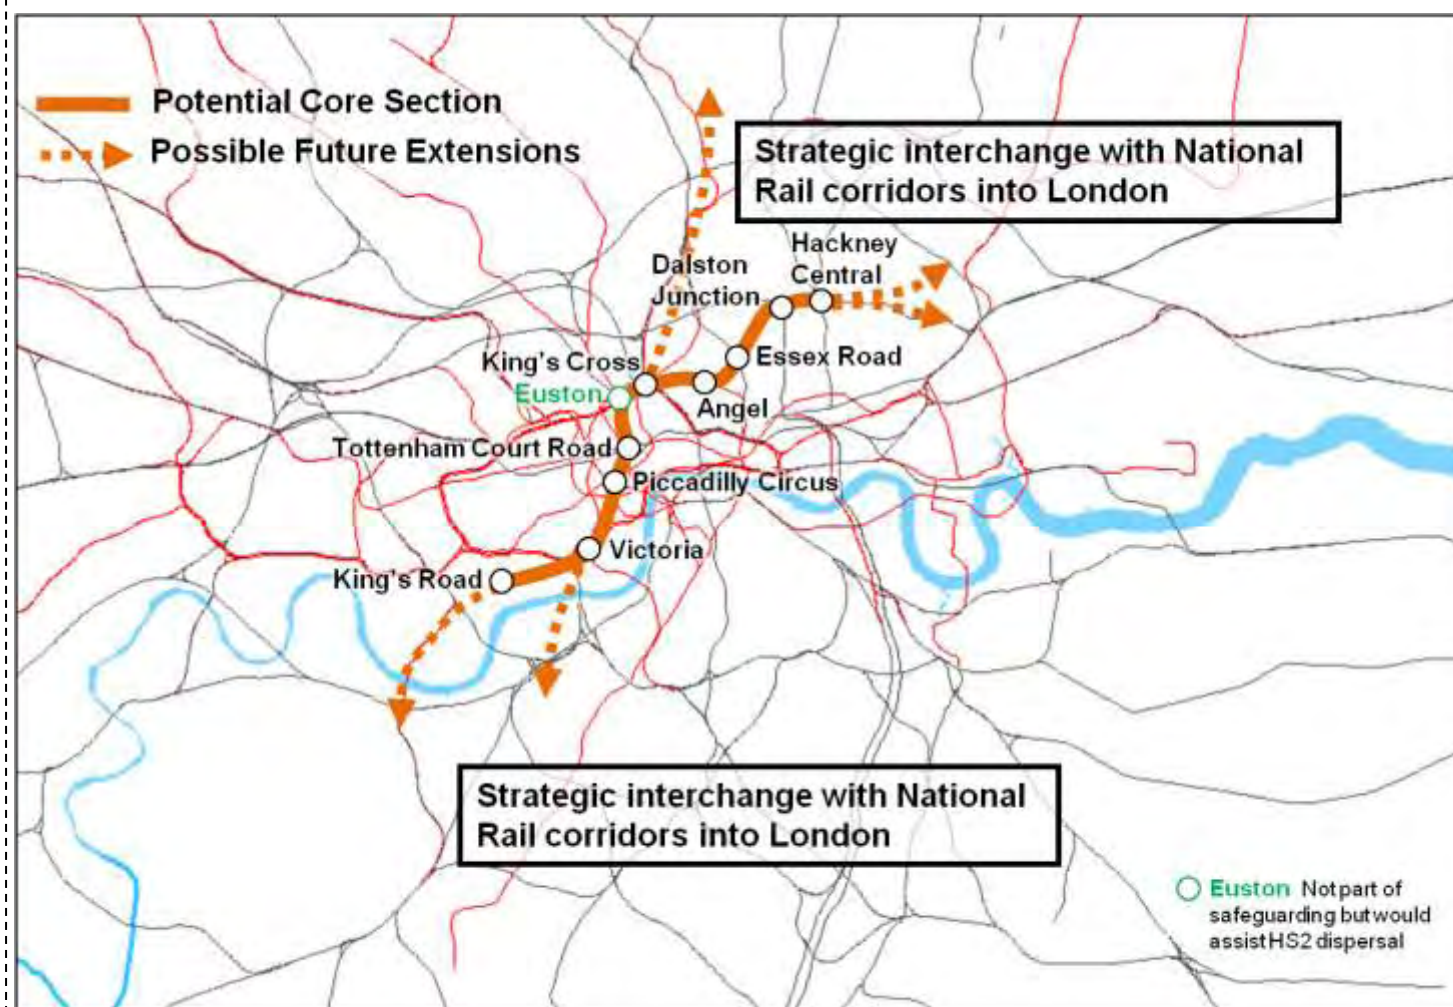 Potential Core Section
Possible Future Extensions
Strategic interchange with National
Rail corridors into London
Hackney
Central
Dalston
Junction
King's Cross
Essex Road
Euston
Angel
Tottenham Court Road
Piccadilly Circus
Victoria
King's Road
Strategic interchange with National
Rail corridors into London
Euston Not part of
safeguarding but would
assist HS2 dispersal